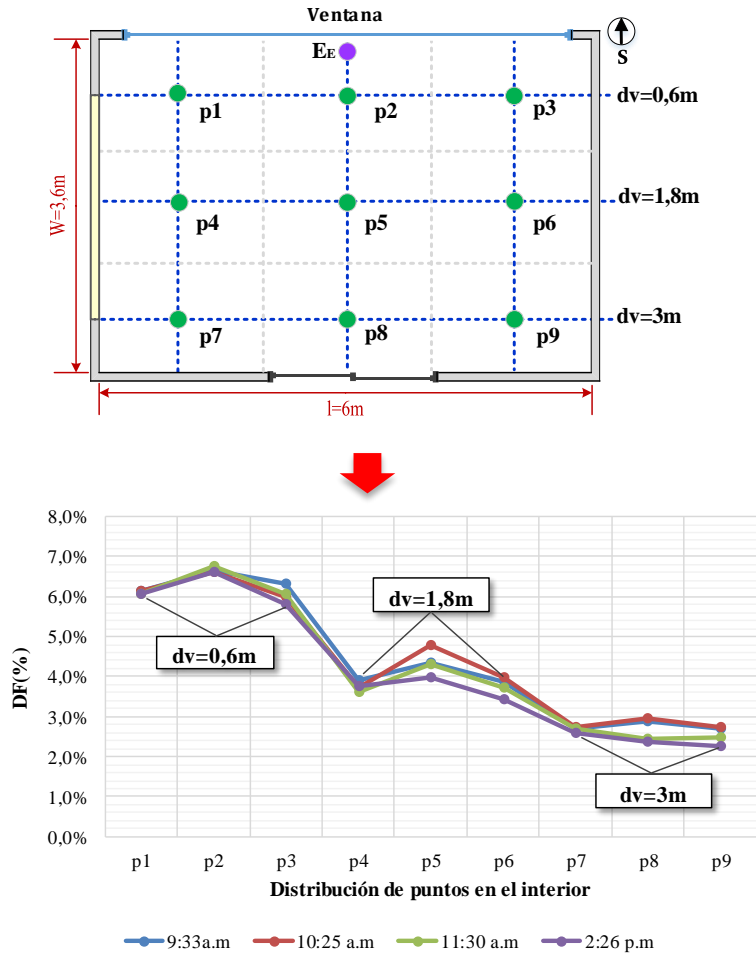 Ventana
E_E
S
p1
p2
p3
dv=0,6m
W=3,6m
p4
p5
p6
dv=1,8m
p7
p8
p9
dv=3m
l=6m
8,0%
7,0%
6,0%
5,0%
4,0%
3,0%
2,0%
1,0%
0,0%
DF(%)
dv=0,6m
dv=1,8m
dv=3m
p1 p2 p3 p4 p5 p6 p7 p8 p9
Distribución de puntos en el interior
9:33a.m 10:25 a.m 11:30 a.m 2:26 p.m